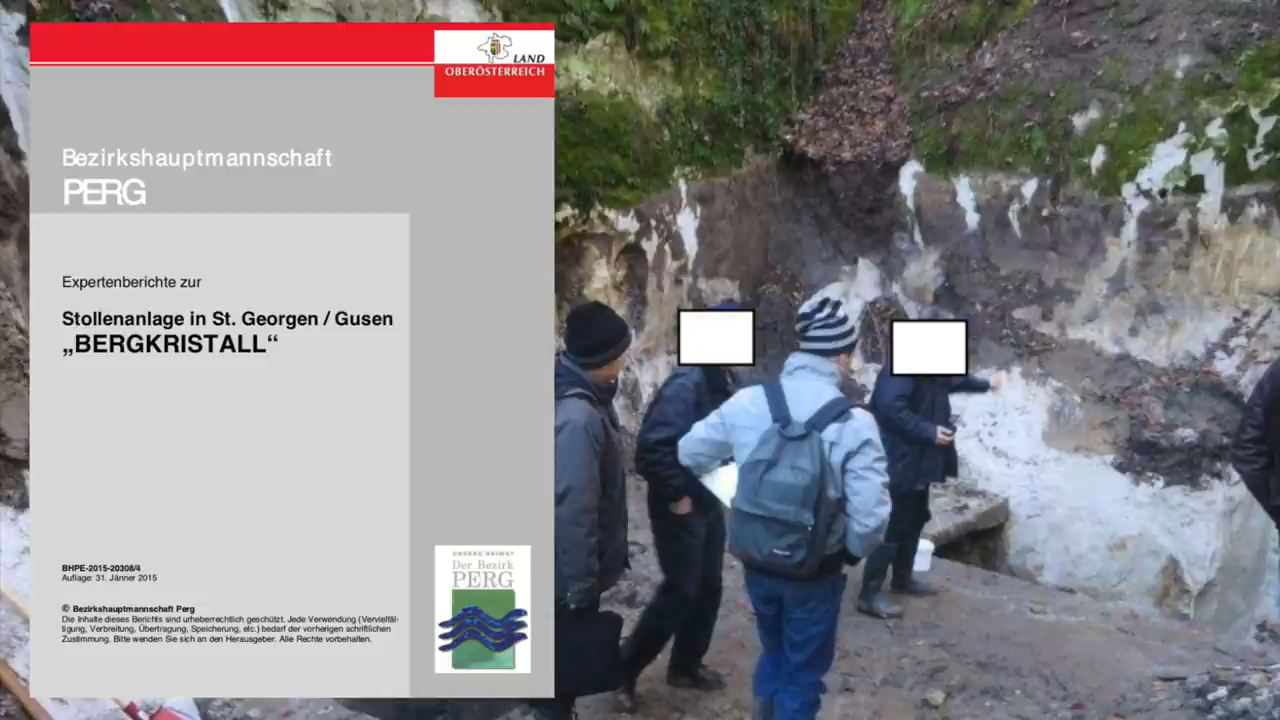 LAND
OBERÖSTERREICH
Bezirkshauptmannschaft
PERG
Expertenberichte zur
Stollenanlage in St. Georgen / Gusen
„BERGKRISTALL“
BHPE-2015-20308/4
Auflage: 31. Jänner 2015
© Bezirkshauptmannschaft Perg
Die Inhalte dieses Berichts sind urheberrechtlich geschützt. Jede Verwendung (Vervielfäl-
tigung, Verbreitung, Übertragung, Speicherung, etc.) bedarf der vorherigen schriftlichen
Zustimmung. Bitte wenden Sie sich an den Herausgeber. Alle Rechte vorbehalten.
UNSERE HEIMAT
Der Bezirk
PERG